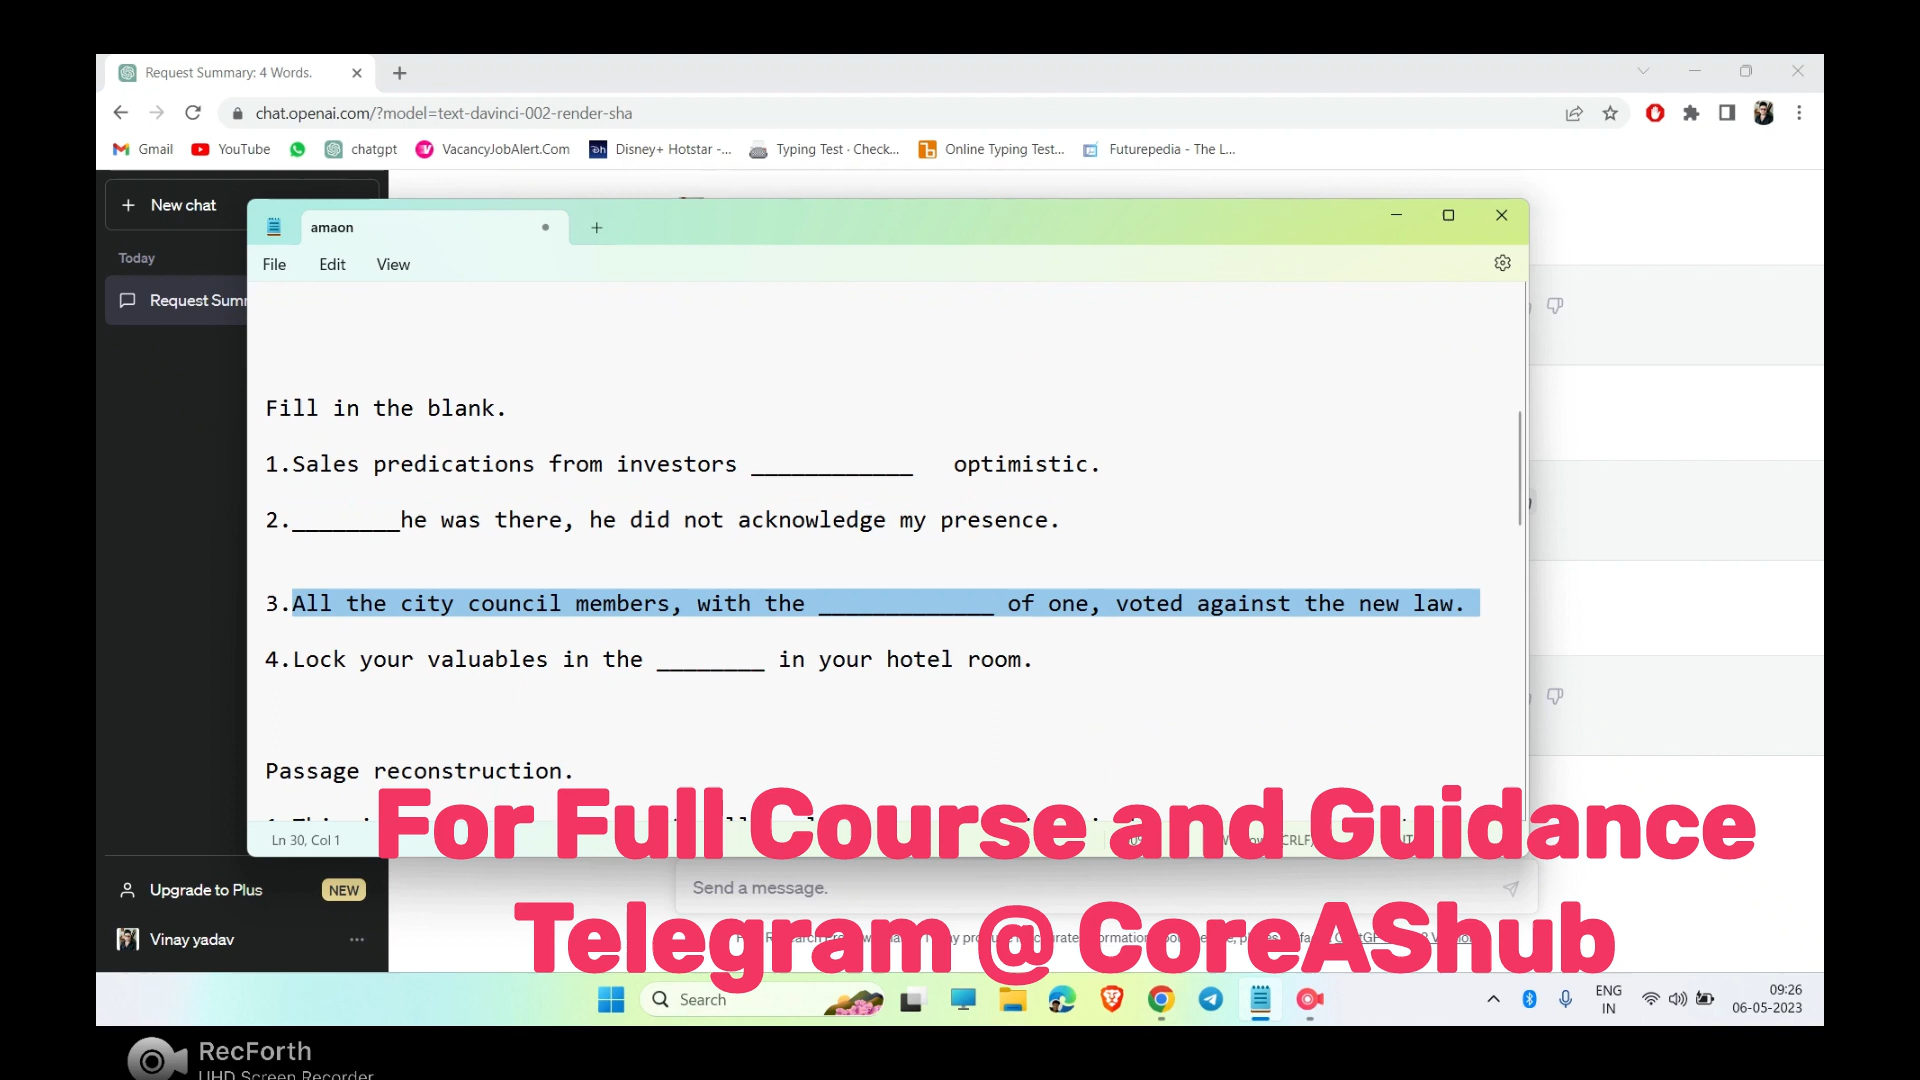 Request Summary: 4 Words.
chat.openai.com/?model=text-davinci-002-render-sha
Gmail YouTube chatgpt VacancyJobAlert.Com Disney+ Hotstar -... Typing Test · Check... Online Typing Test... Futurepedia - The L...
New chat
amaon
Today
File Edit View
Request Sum
Fill in the blank.
1.Sales predications from investors ____________ optimistic.
2.________he was there, he did not acknowledge my presence.
3.All the city council members, with the _____________ of one, voted against the new law.
4.Lock your valuables in the ________ in your hotel room.
Passage reconstruction.
Ln 30, Col 1
For Full Course and Guidance
Upgrade to Plus NEW
Send a message.
Vinay yadav
Telegram @ CoreAShub
Search
ENG
IN
09:26
06-05-2023
RecForth
UHD Screen Recorder